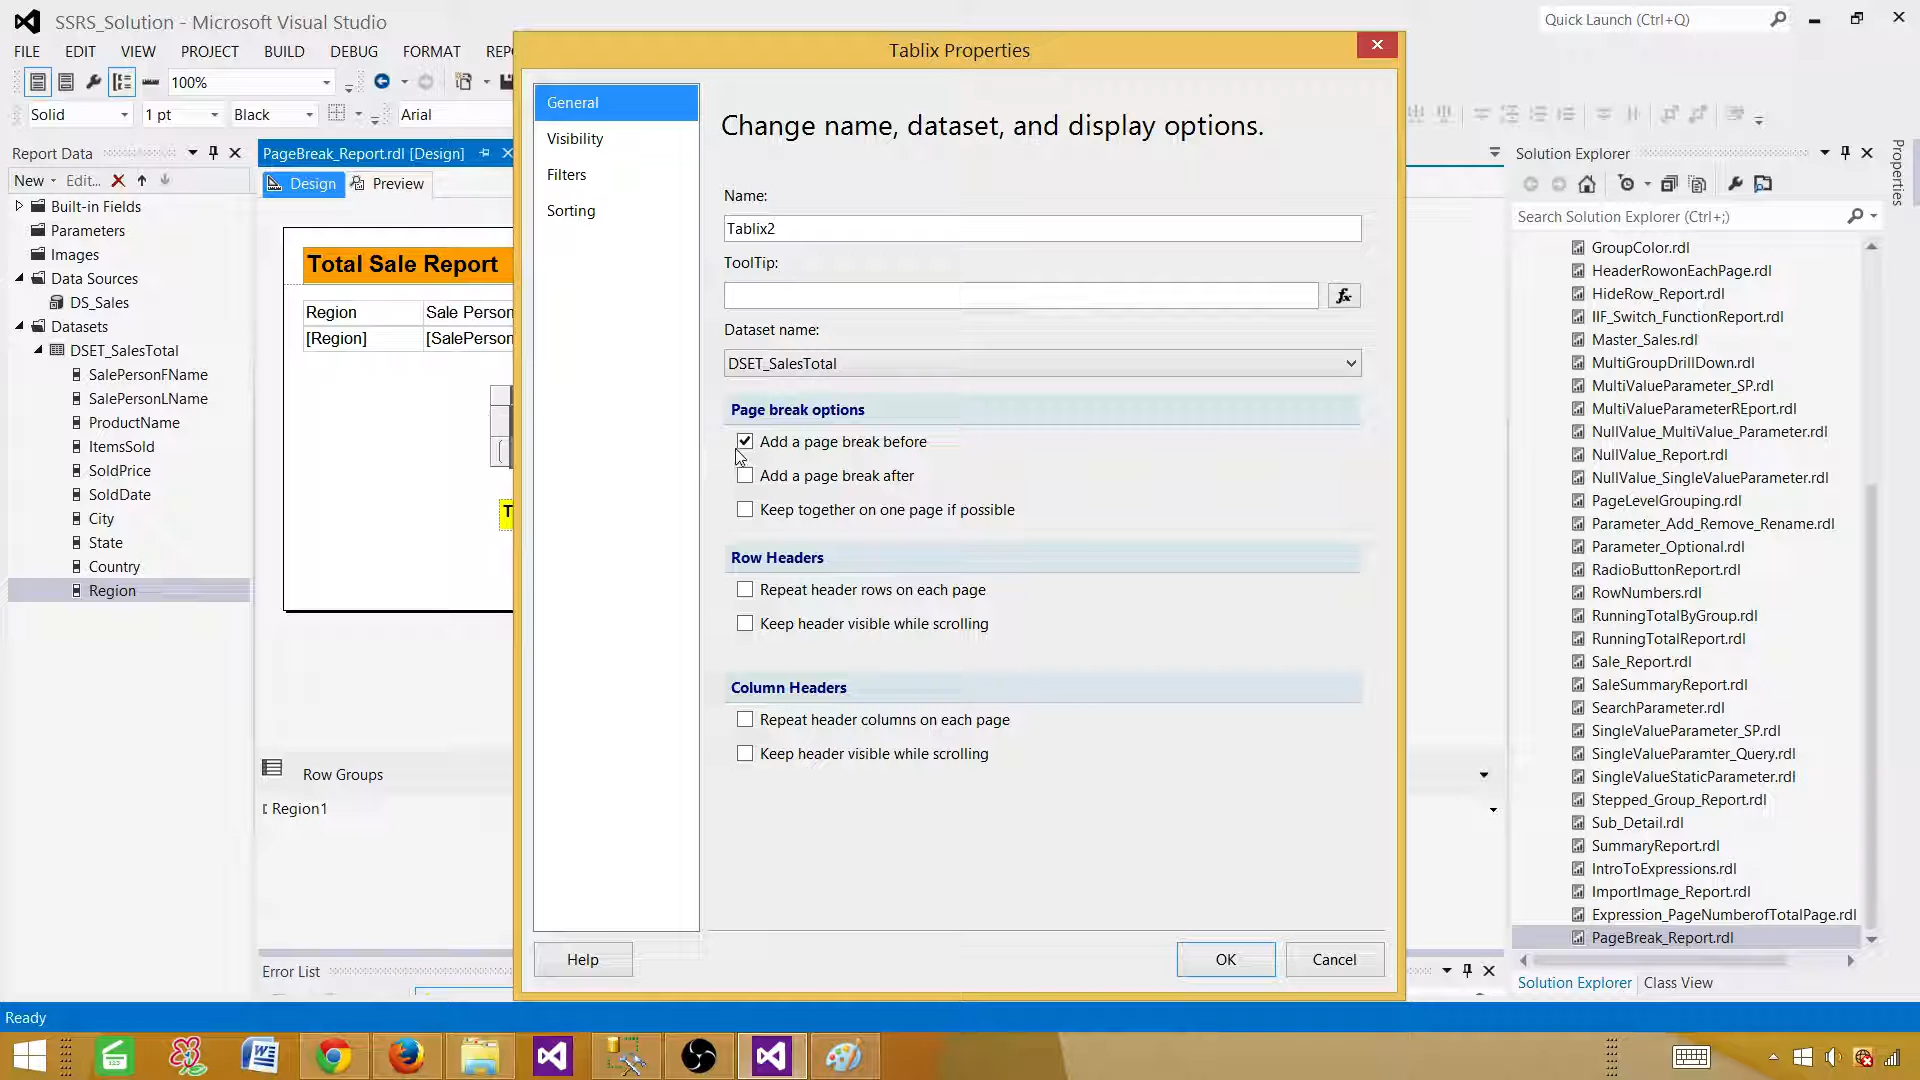 SSRS_Solution - Microsoft Visual Studio
Quick Launch (Ctrl+Q)
FILE EDIT VIEW PROJECT BUILD DEBUG FORMAT REP
100%
Solid 1 pt Black Arial
Report Data
New Edit...
Built-in Fields
Parameters
Images
Data Sources
DS_Sales
Datasets
DSET_SalesTotal
SalePersonFName
SalePersonLName
ProductName
ItemsSold
SoldPrice
SoldDate
City
State
Country
Region
PageBreak_Report.rdl [Design]
Design Preview
Total Sale Report
Region Sale Person
[Region] [SalePerson
T
Row Groups
Region1
Error List
Tablix Properties
General
Visibility
Filters
Sorting
Change name, dataset, and display options.
Name:
Tablix2
ToolTip:
fx
Dataset name:
DSET_SalesTotal
Page break options
Add a page break before
Add a page break after
Keep together on one page if possible
Row Headers
Repeat header rows on each page
Keep header visible while scrolling
Column Headers
Repeat header columns on each page
Keep header visible while scrolling
Help OK Cancel
Solution Explorer
Search Solution Explorer (Ctrl+;)
GroupColor.rdl
HeaderRowonEachPage.rdl
HideRow_Report.rdl
IIF_Switch_FunctionReport.rdl
Master_Sales.rdl
MultiGroupDrillDown.rdl
MultiValueParameter_SP.rdl
MultiValueParameterREport.rdl
NullValue_MultiValue_Parameter.rdl
NullValue_Report.rdl
NullValue_SingleValueParameter.rdl
PageLevelGrouping.rdl
Parameter_Add_Remove_Rename.rdl
Parameter_Optional.rdl
RadioButtonReport.rdl
RowNumbers.rdl
RunningTotalByGroup.rdl
RunningTotalReport.rdl
Sale_Report.rdl
SaleSummaryReport.rdl
SearchParameter.rdl
SingleValueParameter_SP.rdl
SingleValueParamter_Query.rdl
SingleValueStaticParameter.rdl
Stepped_Group_Report.rdl
Sub_Detail.rdl
SummaryReport.rdl
IntroToExpressions.rdl
ImportImage_Report.rdl
Expression_PageNumberofTotalPage.rdl
PageBreak_Report.rdl
Solution Explorer Class View
Properties
Ready